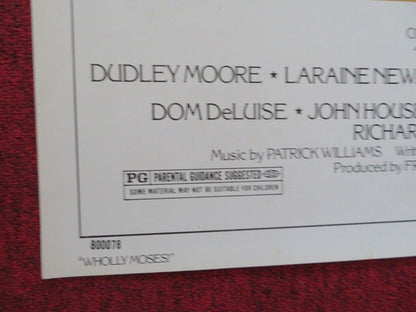 DUDLEY MOORE ★ LARAINE NEW
DOM DeLUISE ★ JOHN HOUS
RICHAR
Music by PATRICK WILLIAMS Writ
Produced by FR
PG PARENTAL GUIDANCE SUGGESTED
SOME MATERIAL MAY NOT BE SUITABLE FOR CHILDREN
800078
"WHOLLY MOSES!"